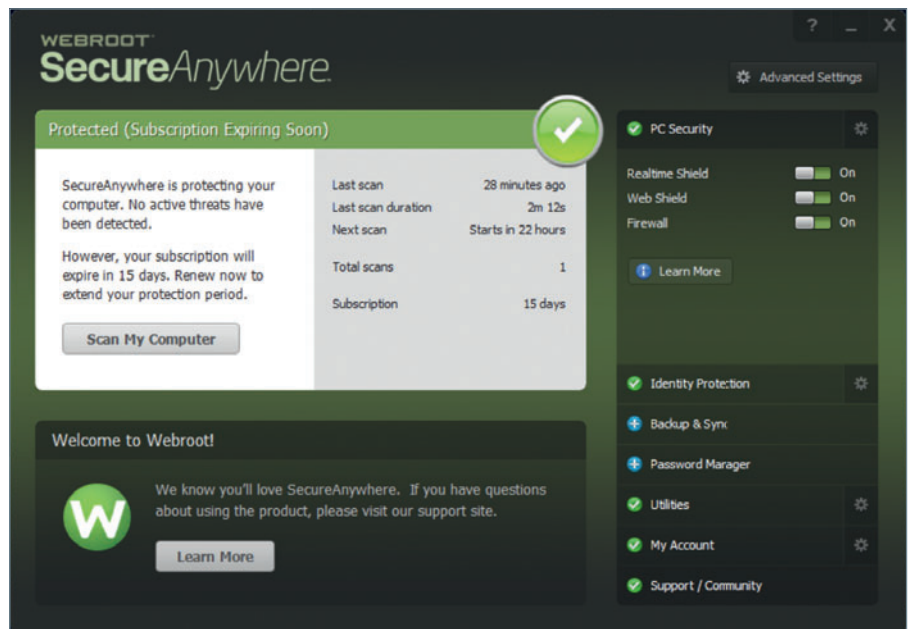 WEBROOT
SecureAnywhere.
? _ X
Advanced Settings
Protected (Subscription Expiring Soon)
SecureAnywhere is protecting your
computer. No active threats have
been detected.
However, your subscription will
expire in 15 days. Renew now to
extend your protection period.
Scan My Computer
Last scan 28 minutes ago
Last scan duration 2m 12s
Next scan Starts in 22 hours
Total scans 1
Subscription 15 days
PC Security
Realtime Shield On
Web Shield On
Firewall On
Learn More
Identity Protection
Backup & Sync
Password Manager
Utilities
My Account
Support / Community
Welcome to Webroot!
W
We know you'll love SecureAnywhere. If you have questions
about using the product, please visit our support site.
Learn More